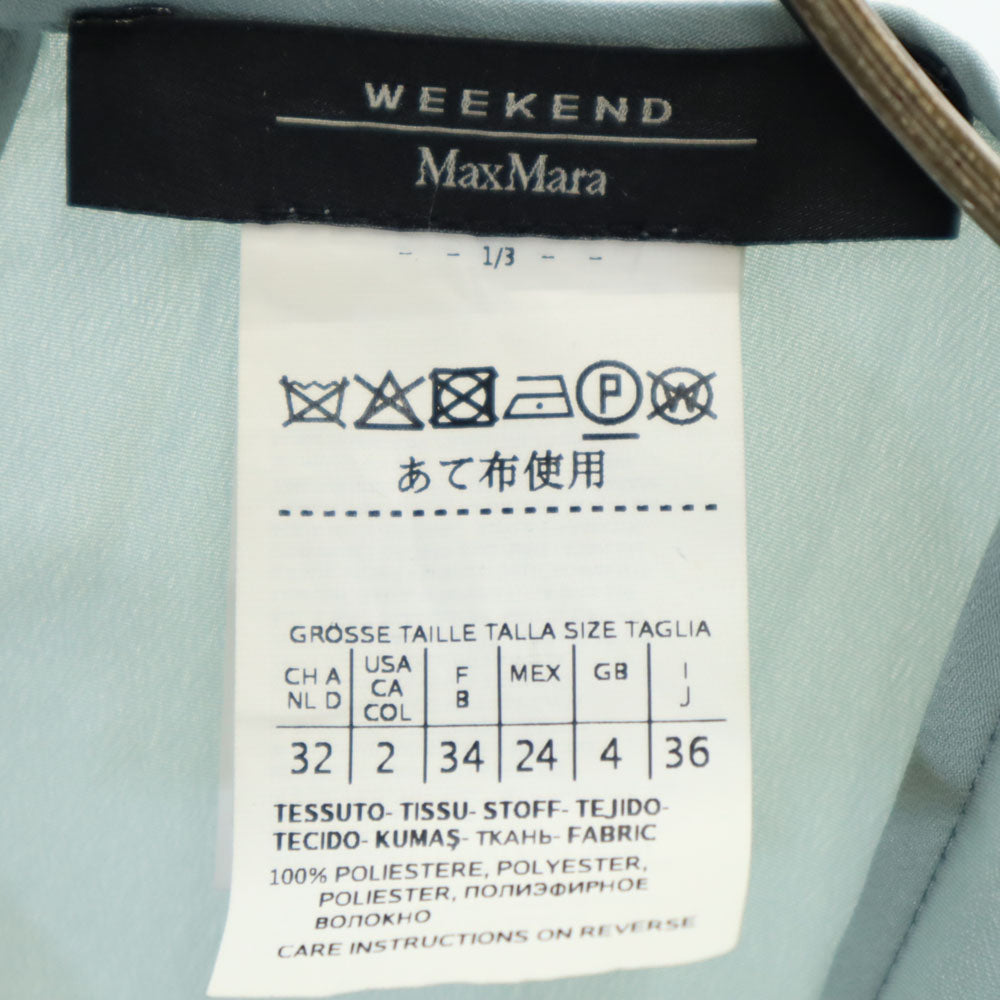 WEEKEND
MaxMara
- - 1/3 - -
P W
あて布使用
GRÖSSE TAILLE TALLA SIZE TAGLIA
CH A NL D USA CA COL F B MEX GB I J
32 2 34 24 4 36
TESSUTO- TISSU- STOFF- TEJIDO-
TECIDO- KUMAŞ- ТКАНЬ- FABRIC
100% POLIESTERE, POLYESTER,
POLIESTER, ПОЛИЭФИРНОЕ
ВОЛОКНО
CARE INSTRUCTIONS ON REVERSE